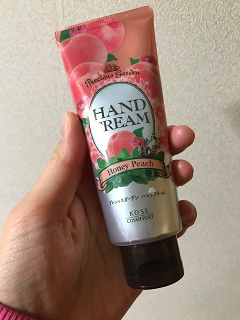 Precious Garden
HAND
CREAM
Honey Peach
プレシャスガーデン ハンドクリーム
KOSÉ
COSMEPORT